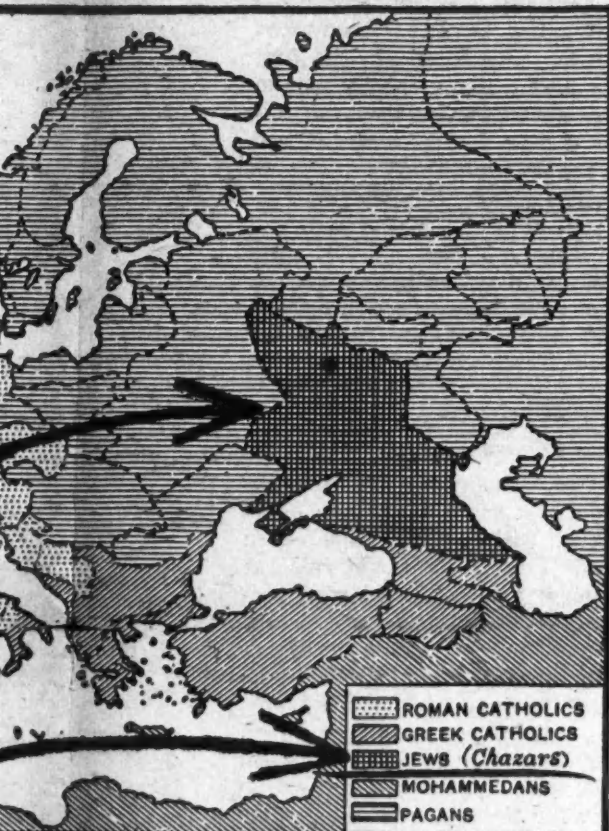 ROMAN CATHOLICS
GREEK CATHOLICS
JEWS (Chazars)
MOHAMMEDANS
PAGANS